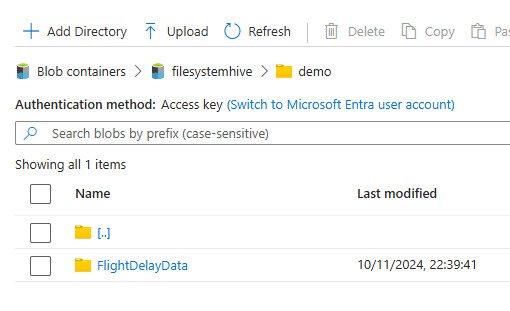 Add Directory Upload Refresh Delete Copy
Blob containers > filesystemhive > demo
Authentication method: Access key (Switch to Microsoft Entra user account)
Search blobs by prefix (case-sensitive)
Showing all 1 items
Name Last modified
[..]
FlightDelayData 10/11/2024, 22:39:41